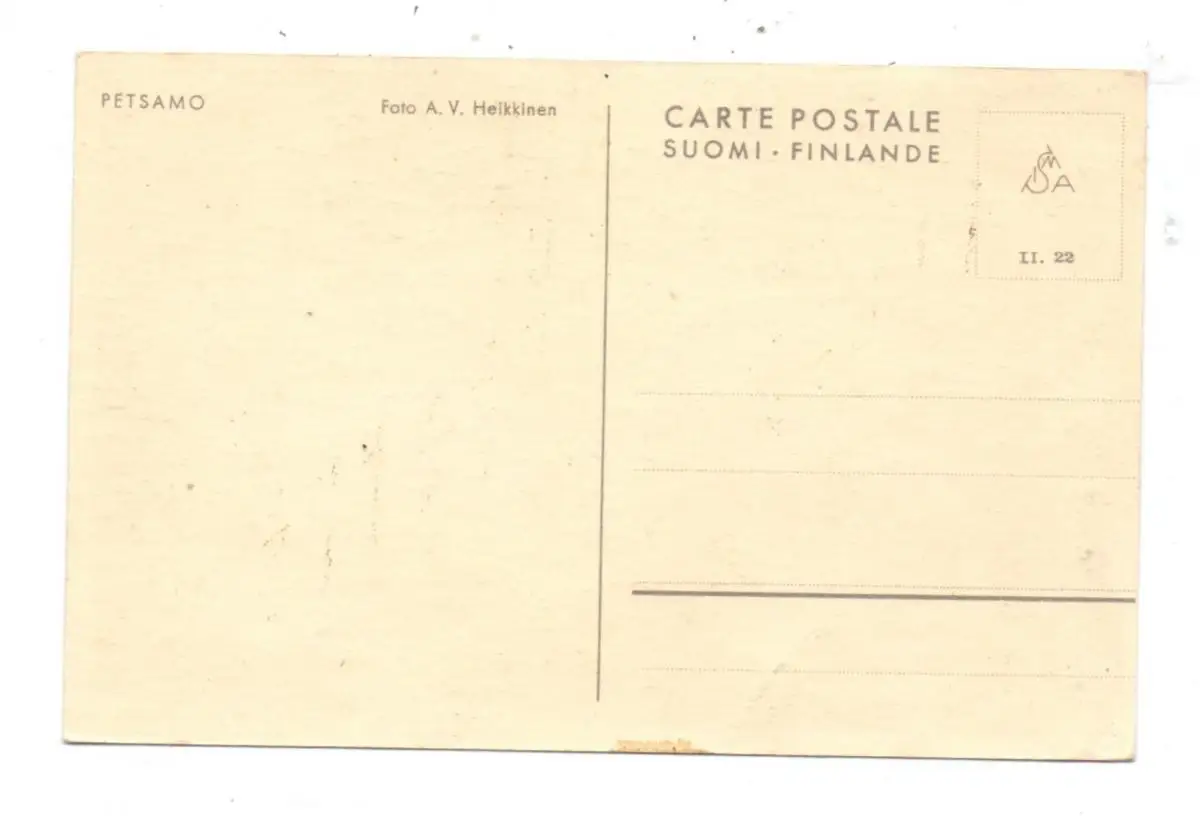 PETSAMO
Foto A. V. Heikkinen
CARTE POSTALE
SUOMI · FINLANDE
II. 22